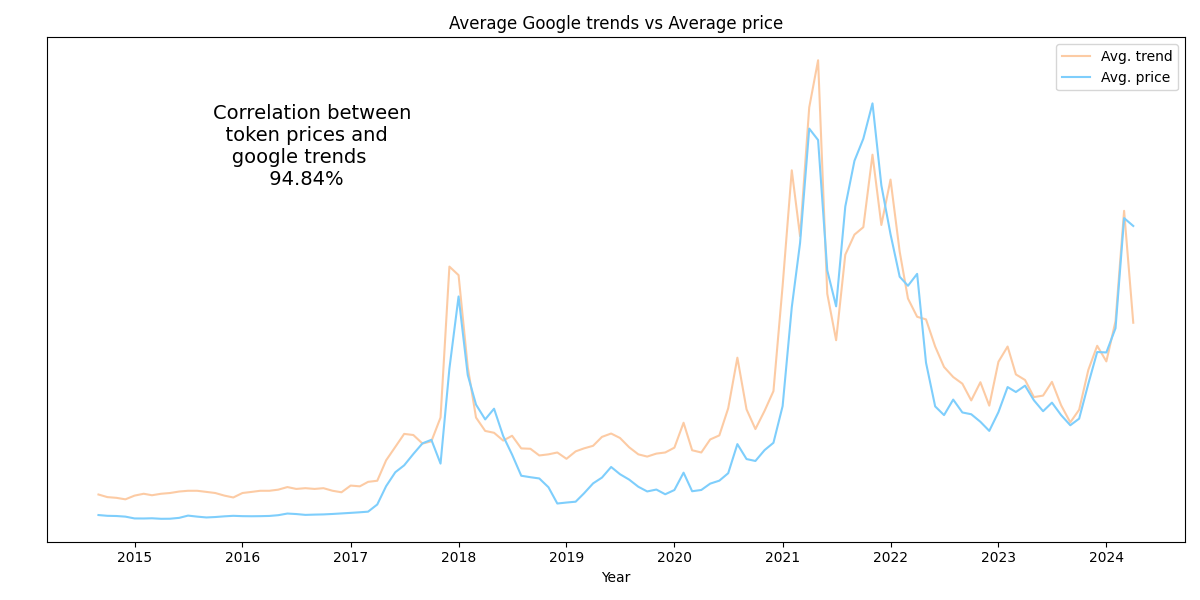 Average Google trends vs Average price
Avg. trend
Avg. price
Correlation between
token prices and
google trends
94.84%
2015 2016 2017 2018 2019 2020 2021 2022 2023 2024
Year